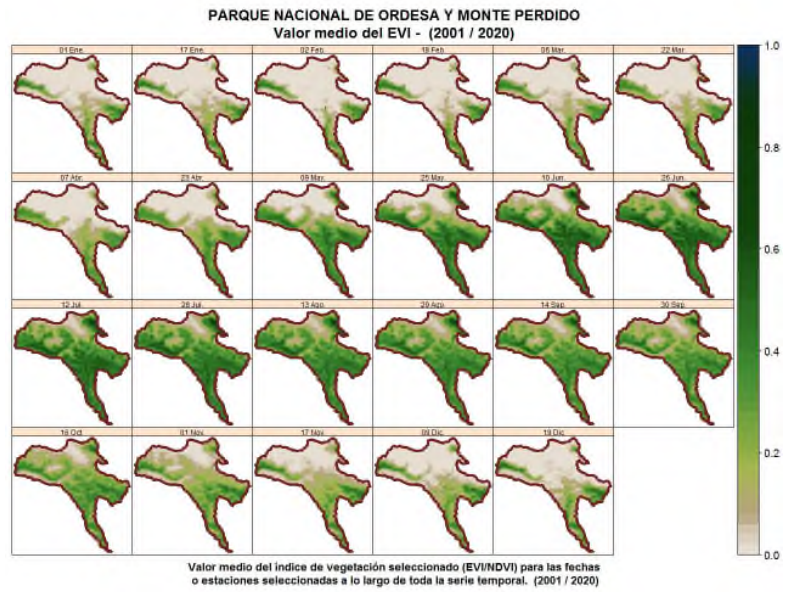 PARQUE NACIONAL DE ORDESA Y MONTE PERDIDO
Valor medio del EVI - (2001 / 2020)
01 Ene. 17 Ene. 02 Feb. 18 Feb. 06 Mar. 22 Mar.
07 Abr. 23 Abr. 09 May. 25 May. 10 Jun. 26 Jun.
12 Jul. 28 Jul. 13 Ago. 29 Ago. 14 Sep. 30 Sep.
16 Oct. 01 Nov. 17 Nov. 03 Dic. 19 Dic.
1.0
0.8
0.6
0.4
0.2
0.0
Valor medio del índice de vegetación seleccionado (EVI/NDVI) para las fechas
o estaciones seleccionadas a lo largo de toda la serie temporal. (2001 / 2020)